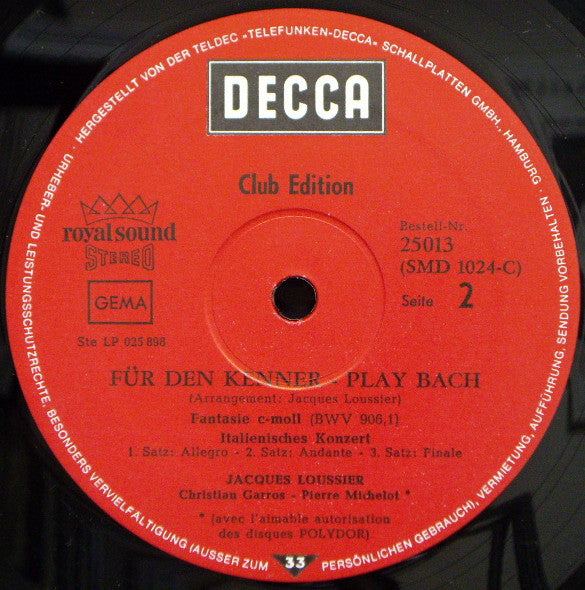 · HERGESTELLT VON DER TELDEC »TELEFUNKEN-DECCA« SCHALLPLATTEN GMBH., HAMBURG ·
URHEBER- UND LEISTUNGSSCHUTZRECHTE, BESONDERS VERVIELFÄLTIGUNG (AUSSER ZUM PERSÖNLICHEN GEBRAUCH), VERMIETUNG, AUFFÜHRUNG, SENDUNG VORBEHALTEN
DECCA
Club Edition
royal sound
STEREO
GEMA
Ste LP 025 898
Bestell-Nr.
25013
(SMD 1024-C)
Seite 2
FÜR DEN KENNER - PLAY BACH
(Arrangement: Jacques Loussier)
Fantasie c-moll (BWV 906,1)
Italienisches Konzert
1. Satz: Allegro - 2. Satz: Andante - 3. Satz: Finale
JACQUES LOUSSIER
Christian Garros - Pierre Michelot *
* (avec l'aimable autorisation
des disques POLYDOR)
33